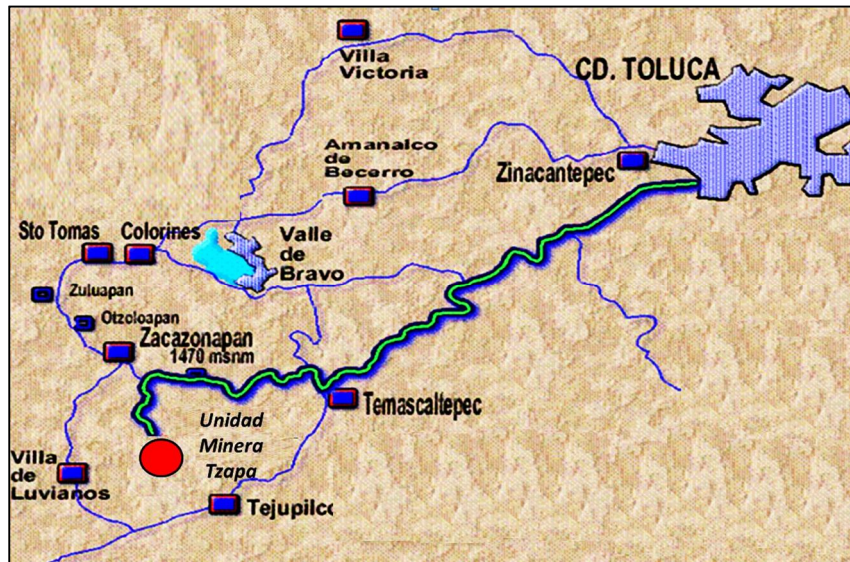 Villa
Victoria
CD. TOLUCA
Amanalco
de
Becerro
Zinacantepec
Sto Tomas
Colorines
Valle
de
Bravo
Zuluapan
Otzoloapan
Zacazonapan
1470 msnm
Temascaltepec
Unidad
Minera
Tzapa
Villa
de
Luvianos
Tejupilco